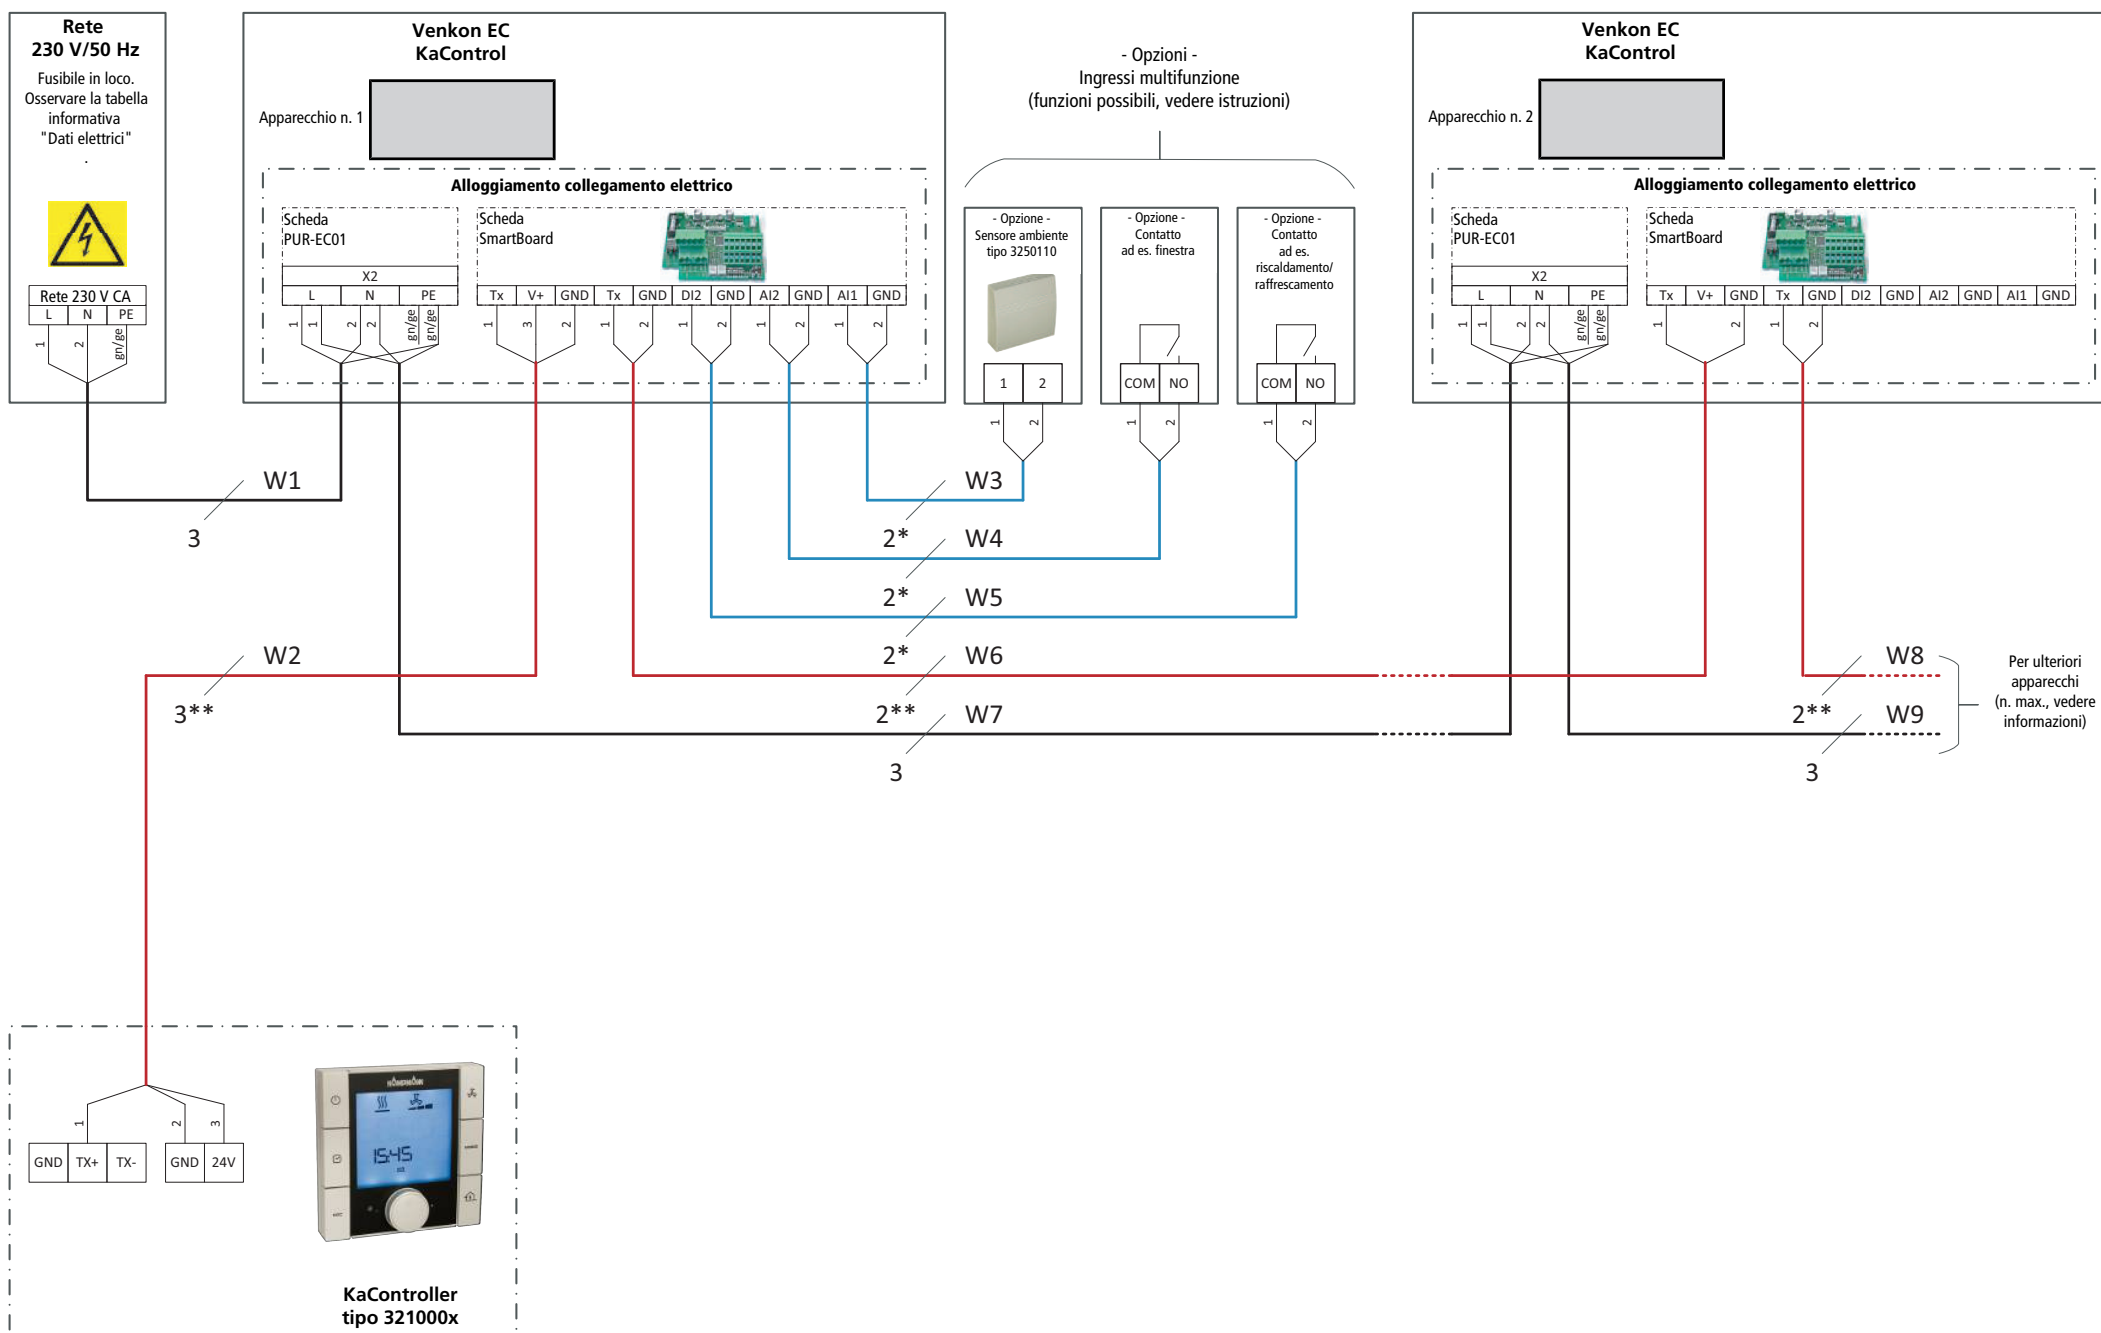 Rete
230 V/50 Hz
Fusibile in loco.
Osservare la tabella
informativa
"Dati elettrici"
.
Rete 230 V CA
L N PE
1 2 gn/ge
Venkon EC
KaControl
Apparecchio n. 1
Alloggiamento collegamento elettrico
Scheda
PUR-EC01
X2
L N PE
1 1 2 2 gn/ge gn/ge
Scheda
SmartBoard
Tx V+ GND Tx GND DI2 GND AI2 GND AI1 GND
1 3 2 1 2 1 2 1 2 1 2
- Opzioni -
Ingressi multifunzione
(funzioni possibili, vedere istruzioni)
- Opzione -
Sensore ambiente
tipo 3250110
1 2
1 2
- Opzione -
Contatto
ad es. finestra
COM NO
1 2
- Opzione -
Contatto
ad es.
riscaldamento/
raffrescamento
COM NO
1 2
Venkon EC
KaControl
Apparecchio n. 2
Alloggiamento collegamento elettrico
Scheda
PUR-EC01
X2
L N PE
1 1 2 2 gn/ge gn/ge
Scheda
SmartBoard
Tx V+ GND Tx GND DI2 GND AI2 GND AI1 GND
1 2 1 2
W1
3
W3
2*
W4
2*
W5
2*
W2
3**
W6
2**
W7
3
W8
2**
W9
3
Per ulteriori
apparecchi
(n. max., vedere
informazioni)
1 2 3
GND TX+ TX- GND 24V
KAMPMANN
15:45
KaController
tipo 321000x